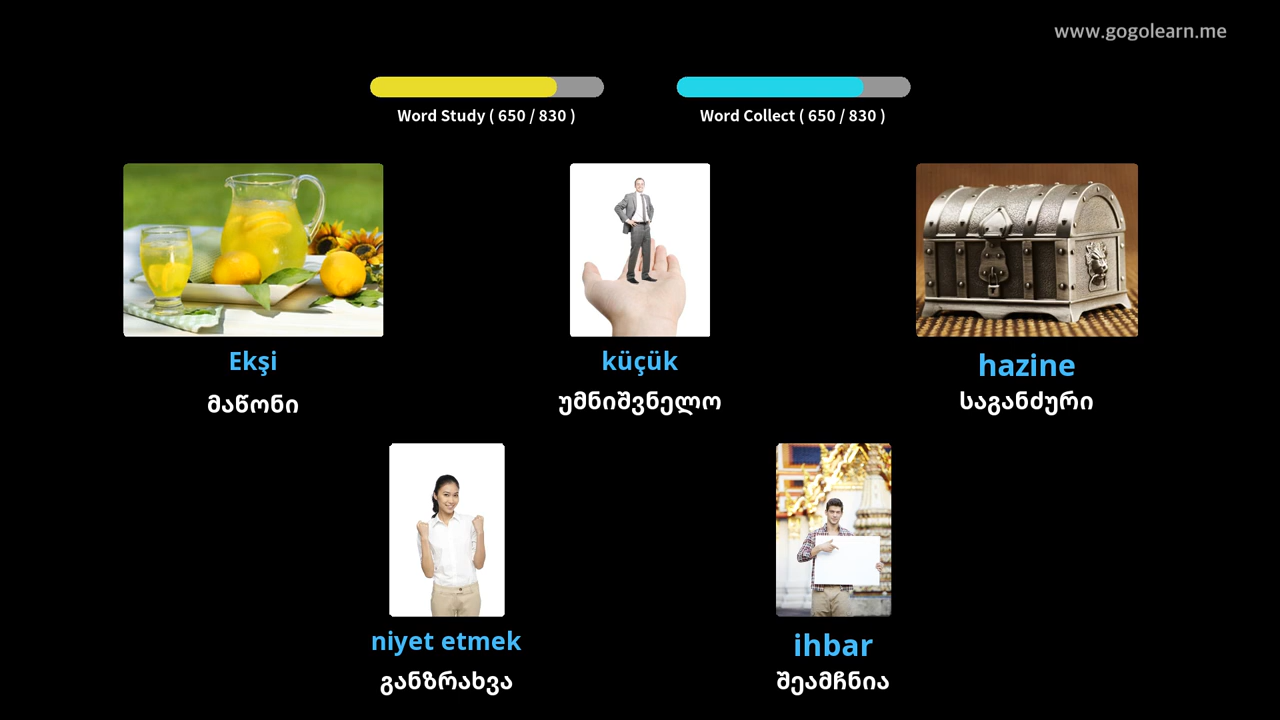 www.gogolearn.me
Word Study ( 650 / 830 )
Word Collect ( 650 / 830 )
Ekşi
მაწონი
küçük
უმნიშვნელო
hazine
საგანძური
niyet etmek
განზრახვა
ihbar
შეამჩნია